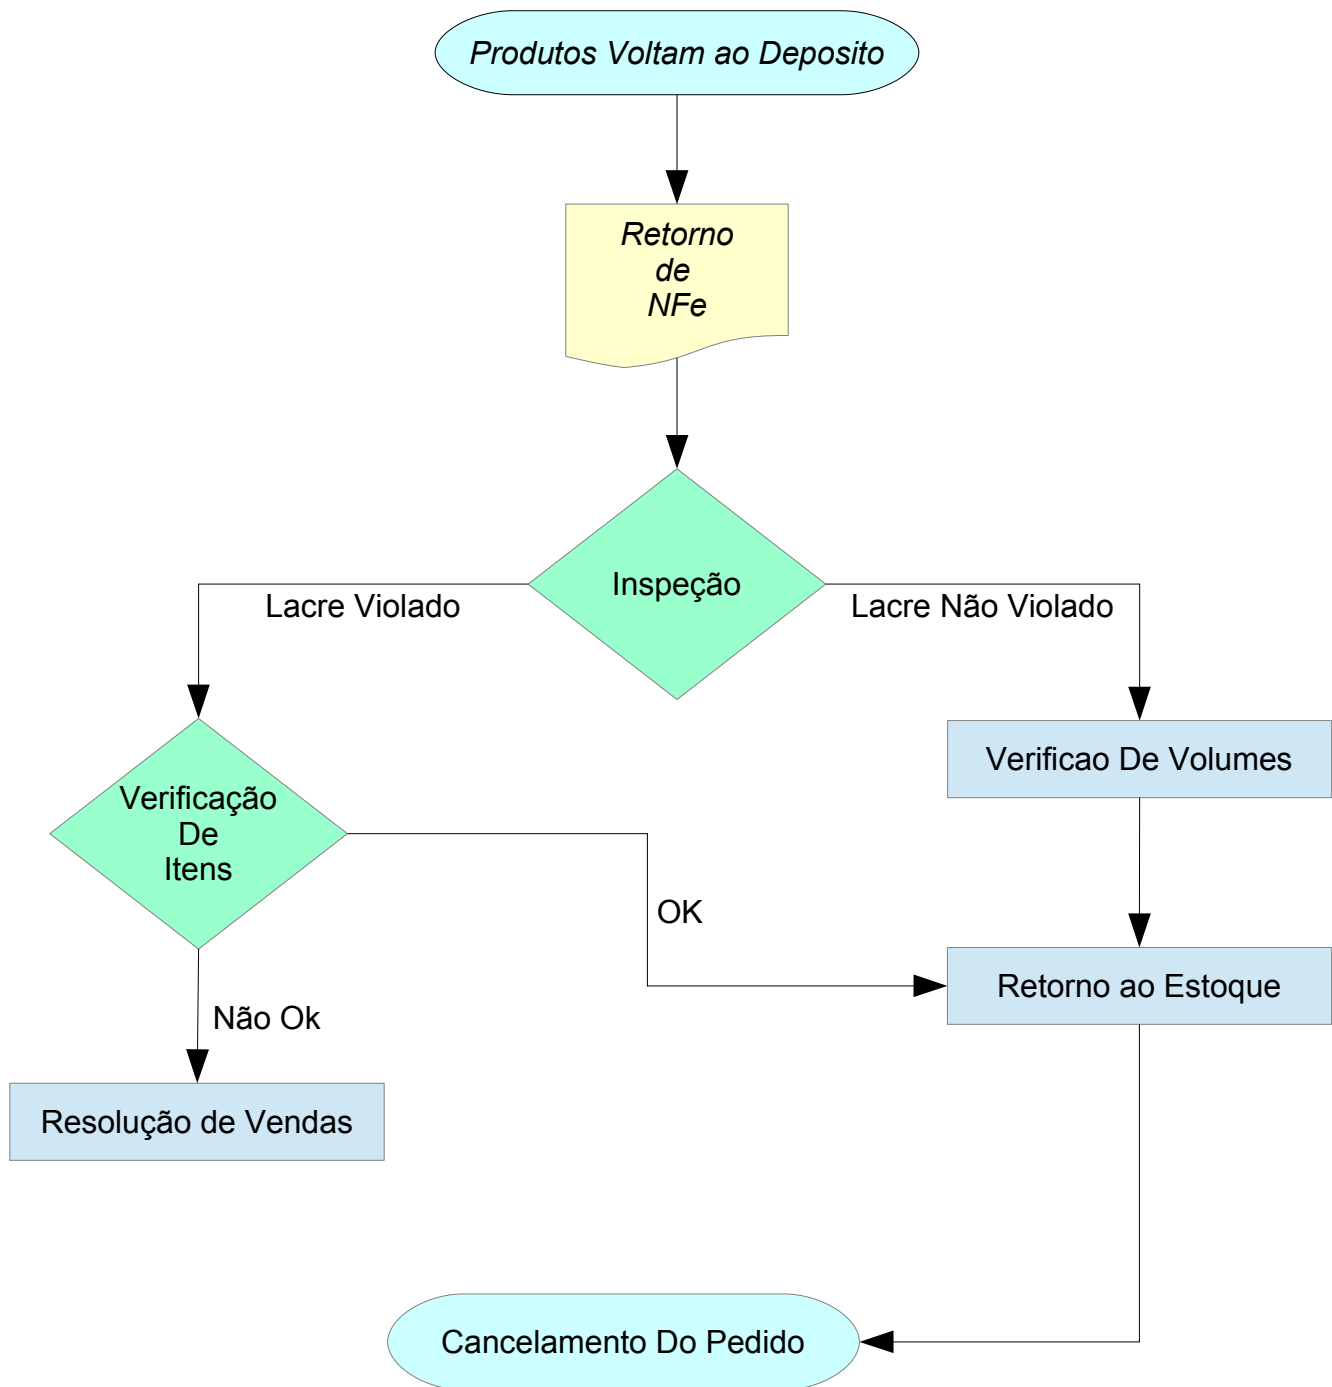 Produtos Voltam ao Deposito
Retorno
de
NFe
Inspeção
Lacre Violado
Lacre Não Violado
Verificao De Volumes
Verificação
De
Itens
OK
Retorno ao Estoque
Não Ok
Resolução de Vendas
Cancelamento Do Pedido